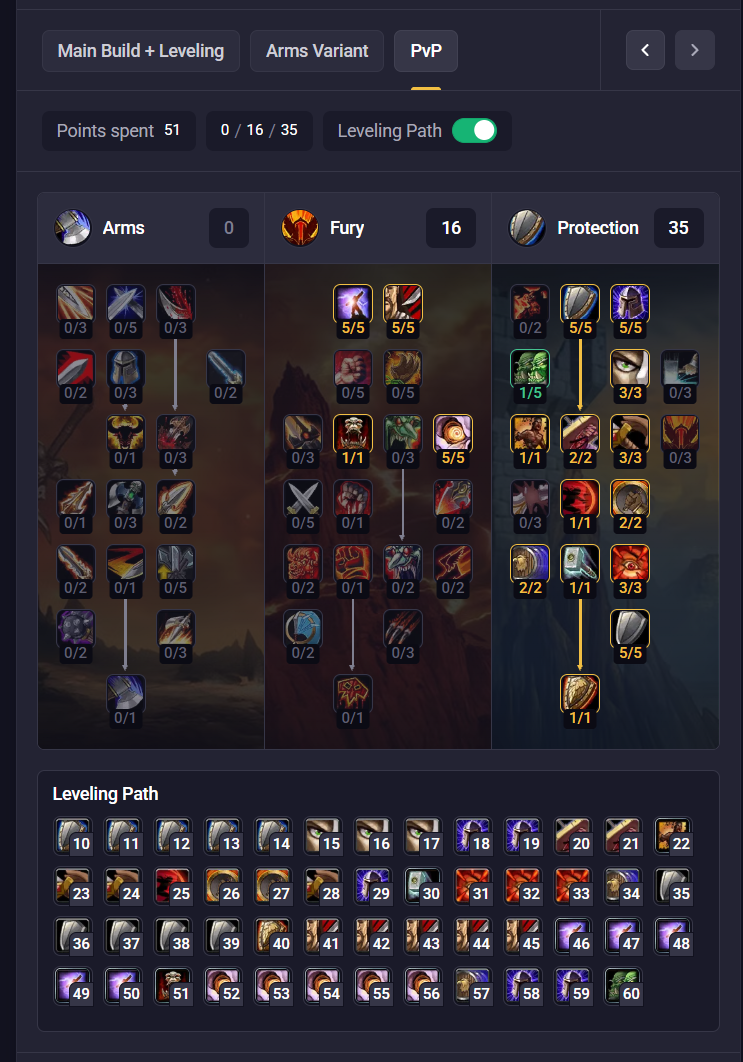 Main Build + Leveling Arms Variant PvP
Points spent 51 0 / 16 / 35 Leveling Path
Arms 0 Fury 16 Protection 35
0/3 0/5 0/3 5/5 5/5 0/2 5/5 5/5
0/2 0/3 0/2 0/5 0/5 1/5 3/3 0/3
0/1 0/3 0/3 1/1 0/3 5/5 1/1 2/2 3/3 0/3
0/1 0/3 0/2 0/5 0/1 0/2 0/3 1/1 2/2
0/2 0/1 0/5 0/2 0/1 0/2 0/2 2/2 1/1 3/3
0/2 0/3 0/2 0/3 5/5
0/1 0/1 1/1
Leveling Path
10 11 12 13 14 15 16 17 18 19 20 21 22
23 24 25 26 27 28 29 30 31 32 33 34 35
36 37 38 39 40 41 42 43 44 45 46 47 48
49 50 51 52 53 54 55 56 57 58 59 60